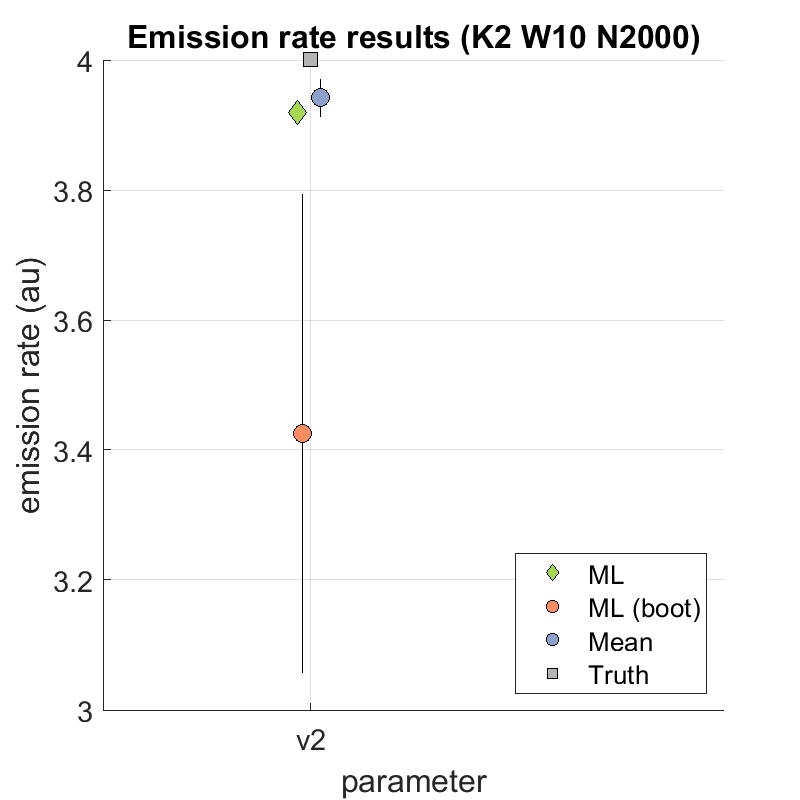 Emission rate results (K2 W10 N2000)
4
3.8
3.6
3.4
3.2
3
emission rate (au)
v2
parameter
ML
ML (boot)
Mean
Truth